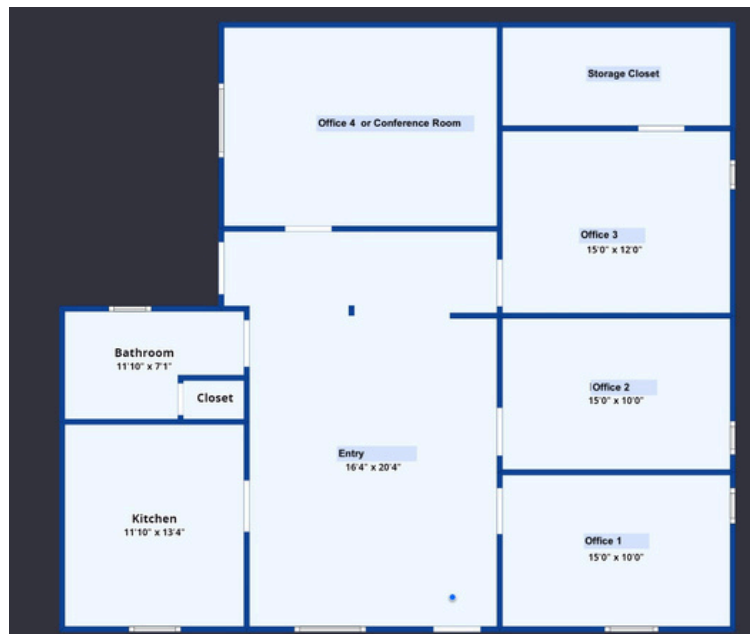 Storage Closet
Office 4 or Conference Room
Office 3
15'0" x 12'0"
Bathroom
11'10" x 7'1"
Closet
Office 2
15'0" x 10'0"
Entry
16'4" x 20'4"
Kitchen
11'10" x 13'4"
Office 1
15'0" x 10'0"